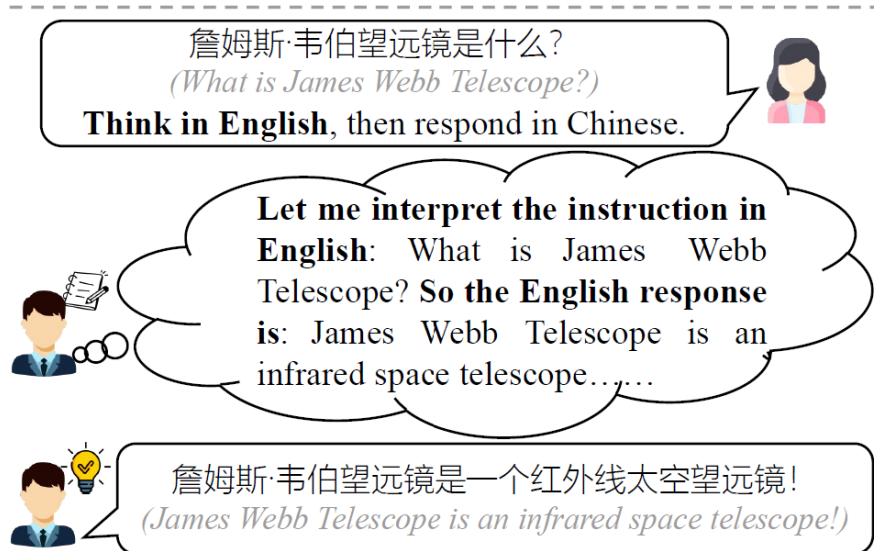 詹姆斯·韦伯望远镜是什么？
(What is James Webb Telescope?)
Think in English, then respond in Chinese.
Let me interpret the instruction in
English: What is James Webb
Telescope? So the English response
is: James Webb Telescope is an
infrared space telescope……
詹姆斯·韦伯望远镜是一个红外线太空望远镜！
(James Webb Telescope is an infrared space telescope!)